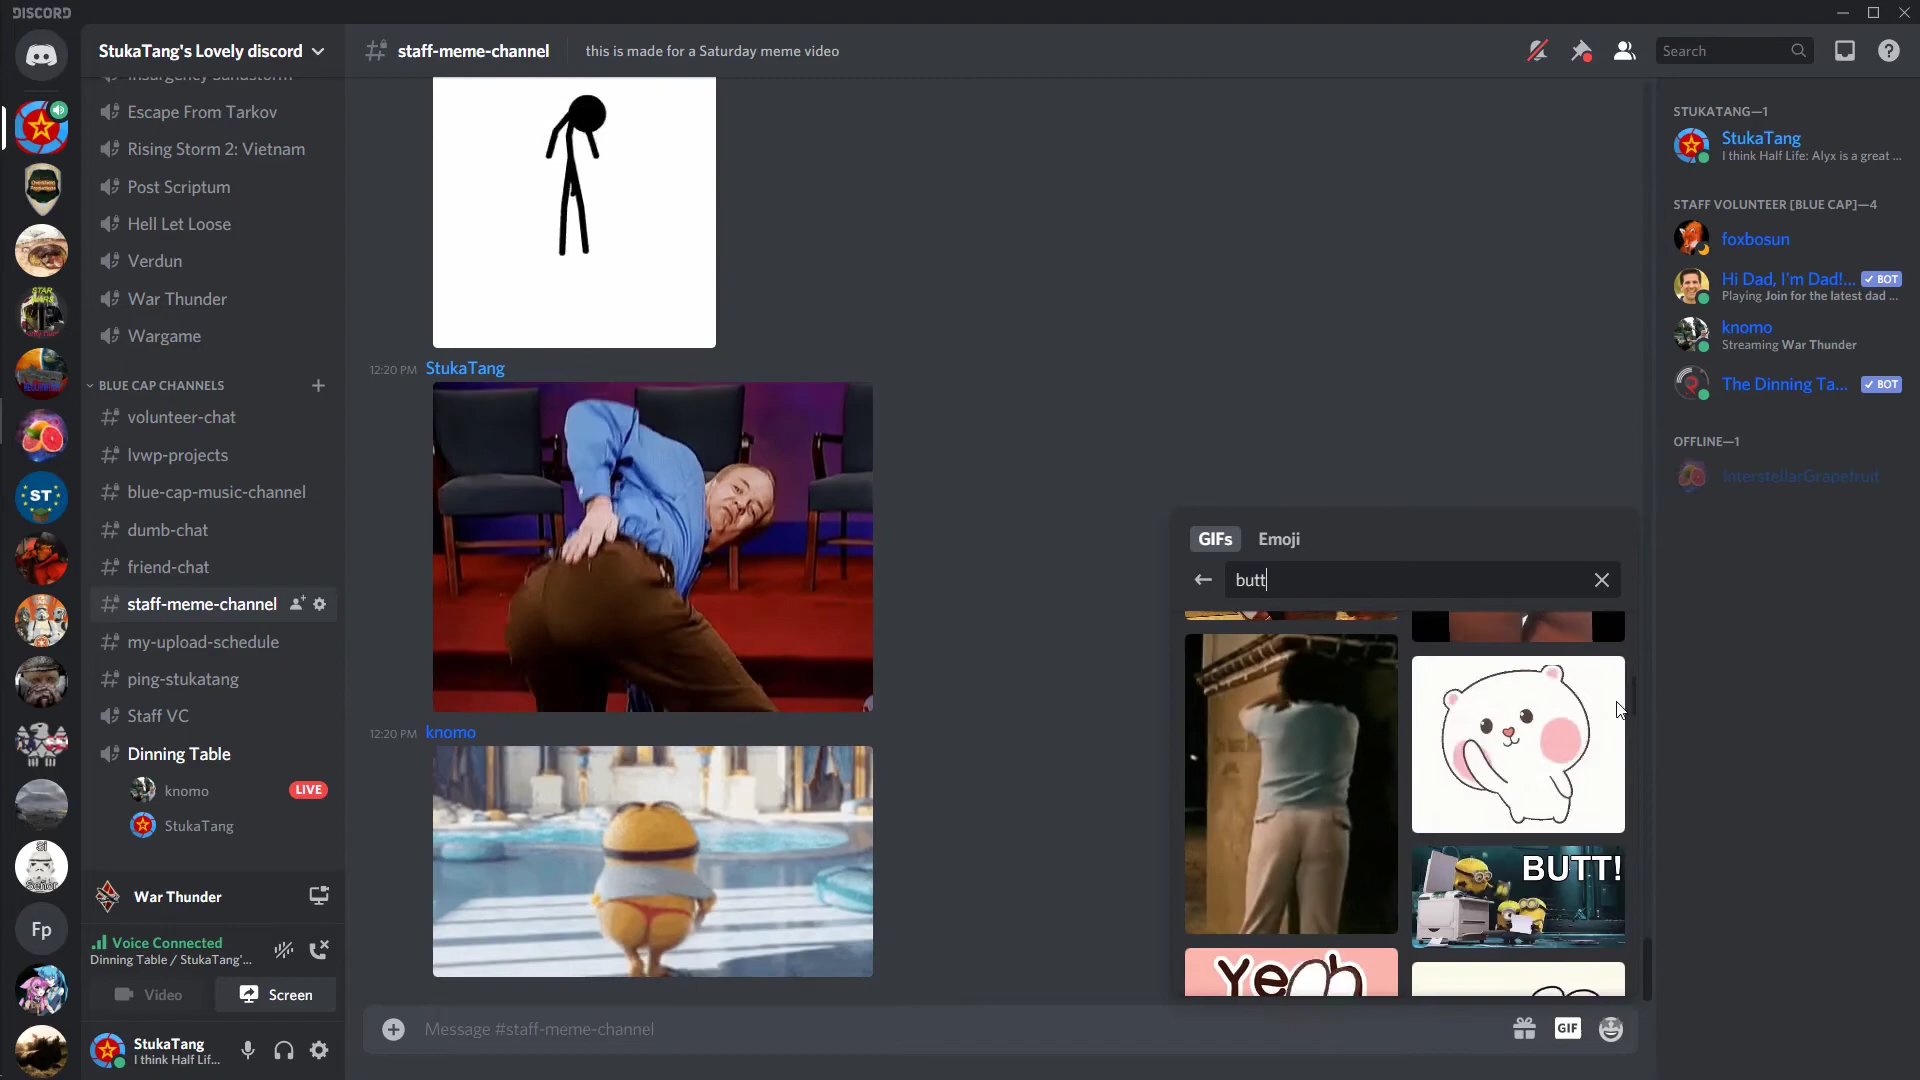 DISCORD
StukaTang's Lovely discord
staff-meme-channel
this is made for a Saturday meme video
Search
Insurgency Sandstorm
Escape From Tarkov
Rising Storm 2: Vietnam
Post Scriptum
Hell Let Loose
Verdun
War Thunder
Wargame
BLUE CAP CHANNELS
volunteer-chat
lvwp-projects
blue-cap-music-channel
dumb-chat
friend-chat
staff-meme-channel
my-upload-schedule
ping-stukatang
Staff VC
Dinning Table
knomo
LIVE
StukaTang
War Thunder
Voice Connected
Dinning Table / StukaTang'...
Video
Screen
StukaTang
I think Half Lif...
ST
Fp
STAR WARS
12:20 PM StukaTang
12:20 PM knomo
Message #staff-meme-channel
GIF
GIFs Emoji
butt
BUTT!
Yeah
STUKATANG—1
StukaTang
I think Half Life: Alyx is a great ...
STAFF VOLUNTEER [BLUE CAP]—4
foxbosun
Hi Dad, I'm Dad!... BOT
Playing Join for the latest dad ...
knomo
Streaming War Thunder
The Dinning Ta... BOT
OFFLINE—1
InterstellarGrapefruit